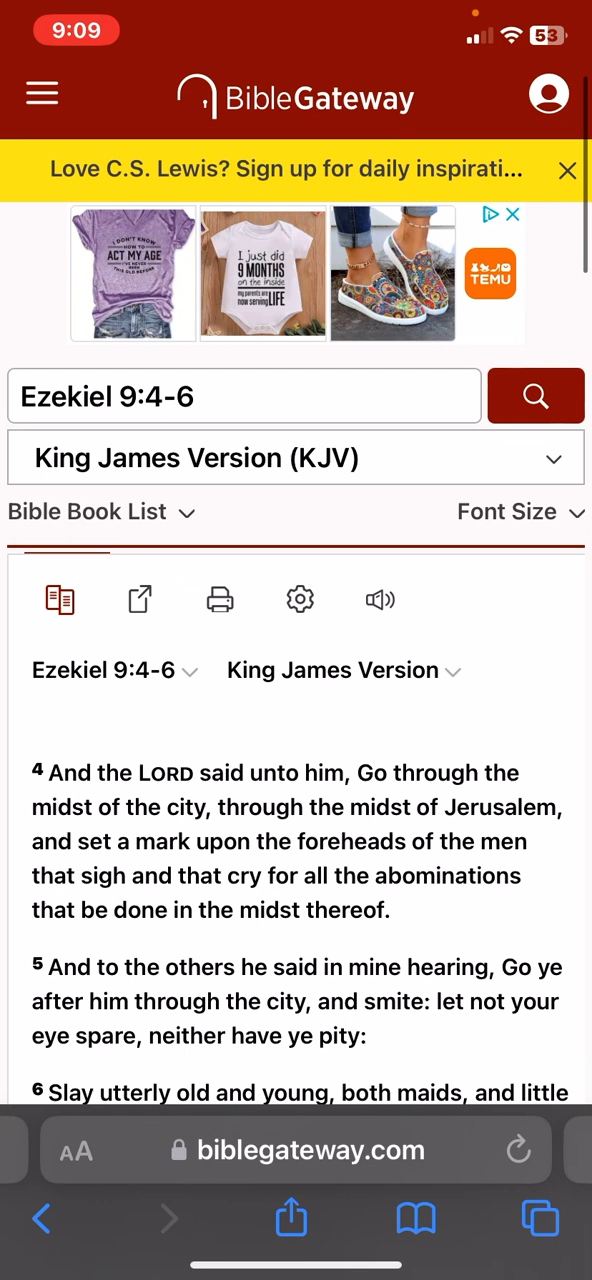 9:09
53
BibleGateway
Love C.S. Lewis? Sign up for daily inspirati...
I DON'T KNOW
HOW TO
ACT MY AGE
I'VE NEVER BEEN
THIS OLD BEFORE
I just did
9 MONTHS
on the inside
my parents are
now serving LIFE
TEMU
Ezekiel 9:4-6
King James Version (KJV)
Bible Book List
Font Size
Ezekiel 9:4-6 King James Version
4 And the LORD said unto him, Go through the
midst of the city, through the midst of Jerusalem,
and set a mark upon the foreheads of the men
that sigh and that cry for all the abominations
that be done in the midst thereof.
5 And to the others he said in mine hearing, Go ye
after him through the city, and smite: let not your
eye spare, neither have ye pity:
6 Slay utterly old and young, both maids, and little
AA
biblegateway.com